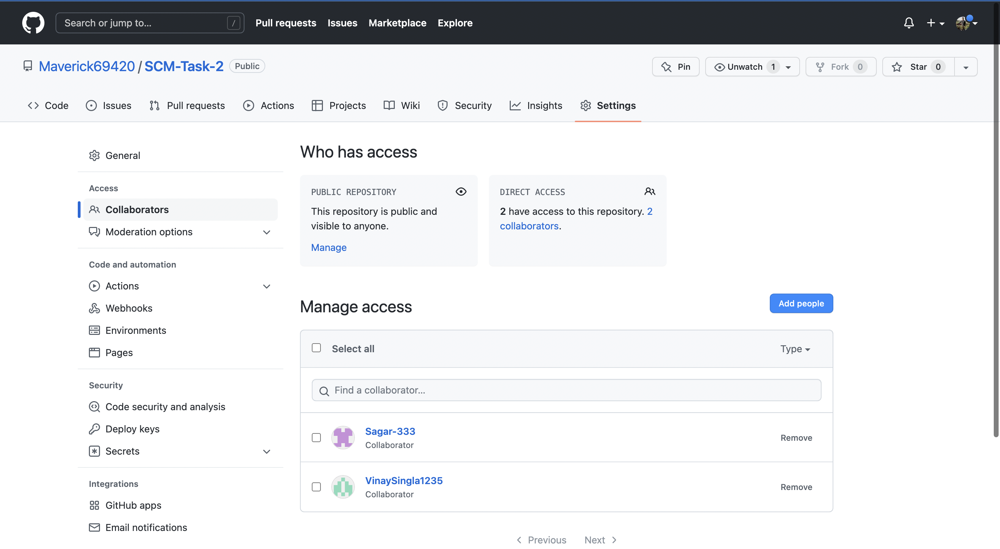 Search or jump to... /
Pull requests Issues Marketplace Explore
Maverick69420 / SCM-Task-2 Public
Pin Unwatch 1 Fork 0 Star 0
Code Issues Pull requests Actions Projects Wiki Security Insights Settings
General
Access
Collaborators
Moderation options
Code and automation
Actions
Webhooks
Environments
Pages
Security
Code security and analysis
Deploy keys
Secrets
Integrations
GitHub apps
Email notifications
Who has access
PUBLIC REPOSITORY
This repository is public and
visible to anyone.
Manage
DIRECT ACCESS
2 have access to this repository. 2
collaborators.
Manage access
Add people
Select all
Type
Find a collaborator...
Sagar-333
Collaborator
Remove
VinaySingla1235
Collaborator
Remove
Previous Next